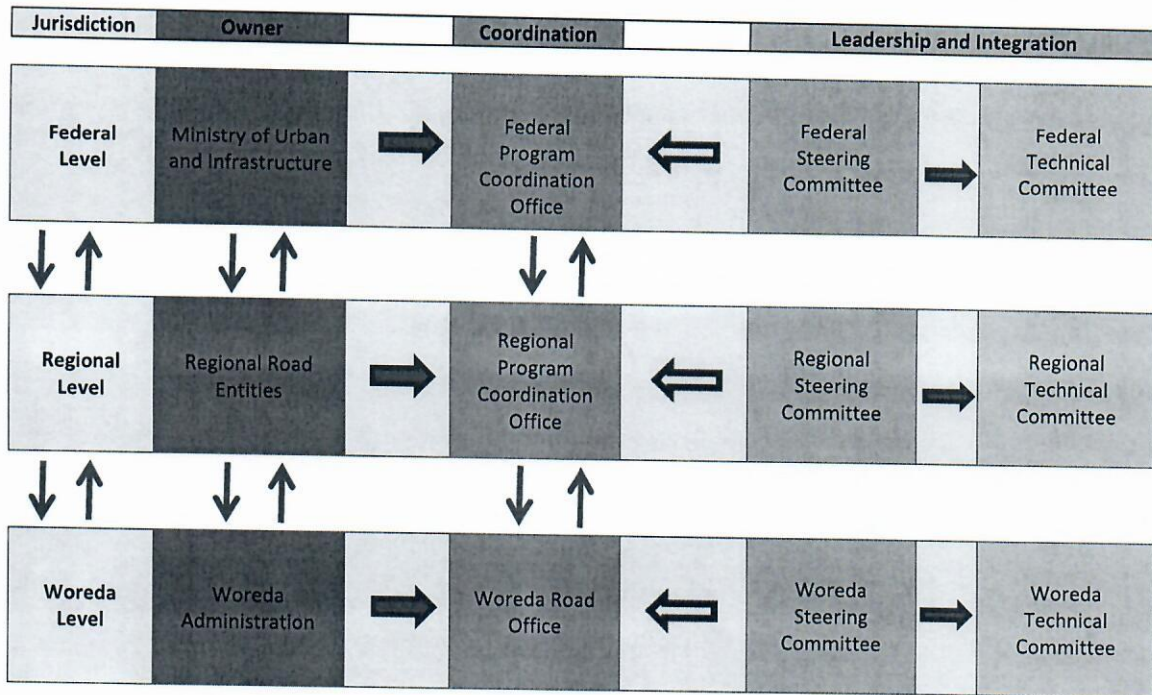 Jurisdiction
Owner
Coordination
Leadership and Integration
Federal
Level
Ministry of Urban
and Infrastructure
Federal
Program
Coordination
Office
Federal
Steering
Committee
Federal
Technical
Committee
Regional
Level
Regional Road
Entities
Regional
Program
Coordination
Office
Regional
Steering
Committee
Regional
Technical
Committee
Woreda
Level
Woreda
Administration
Woreda Road
Office
Woreda
Steering
Committee
Woreda
Technical
Committee